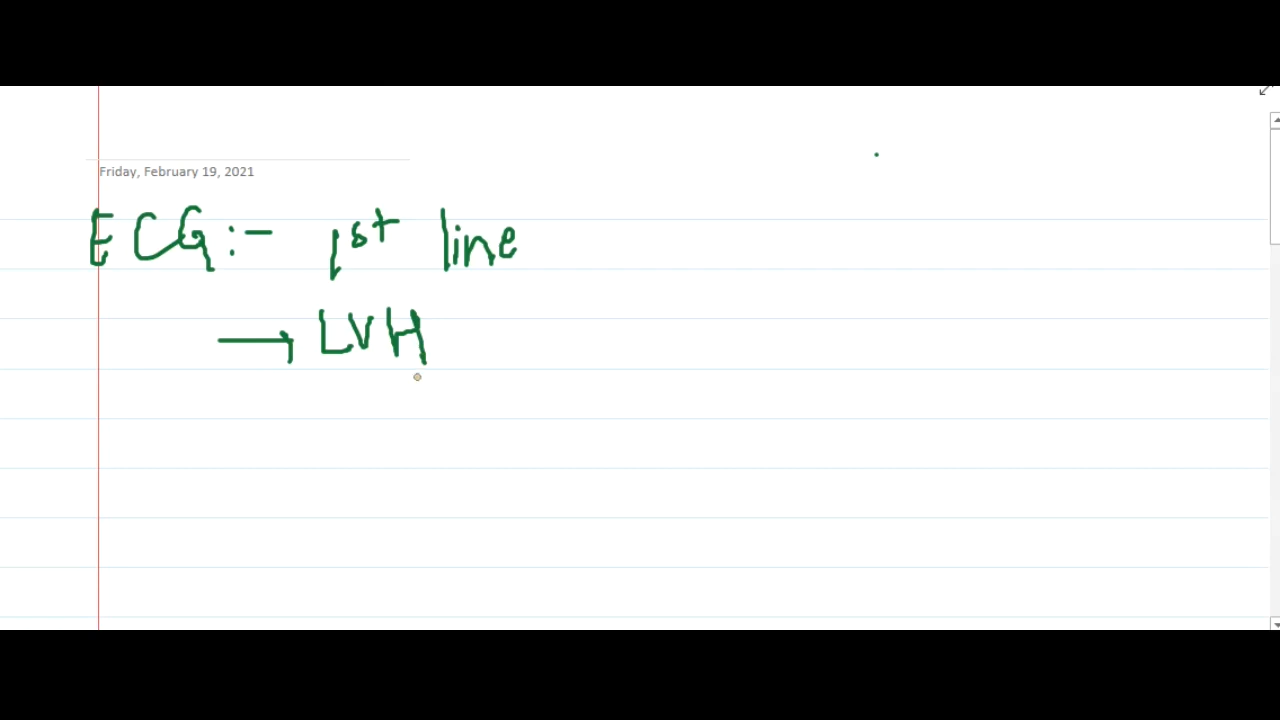 Friday, February 19, 2021
ECG:- 1st line
→ LVH